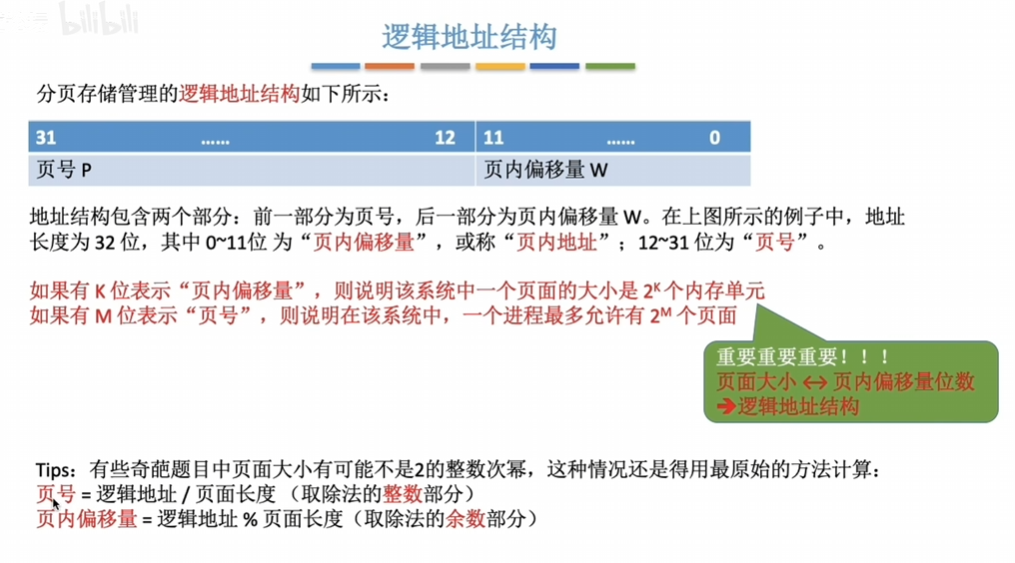 bilibili
逻辑地址结构
分页存储管理的逻辑地址结构如下所示：
31 …… 12 11 …… 0
页号 P 页内偏移量 W
地址结构包含两个部分：前一部分为页号，后一部分为页内偏移量 W。在上图所示的例子中，地址
长度为 32 位，其中 0~11位 为“页内偏移量”，或称“页内地址”；12~31 位为“页号”。
如果有 K 位表示“页内偏移量”，则说明该系统中一个页面的大小是 2ᴷ 个内存单元
如果有 M 位表示“页号”，则说明在该系统中，一个进程最多允许有 2ᴹ 个页面
重要重要重要！！！
页面大小 ↔ 页内偏移量位数
➔逻辑地址结构
Tips：有些奇葩题目中页面大小有可能不是2的整数次幂，这种情况还是得用最原始的方法计算：
页号 = 逻辑地址 / 页面长度 （取除法的整数部分）
页内偏移量 = 逻辑地址 % 页面长度（取除法的余数部分）